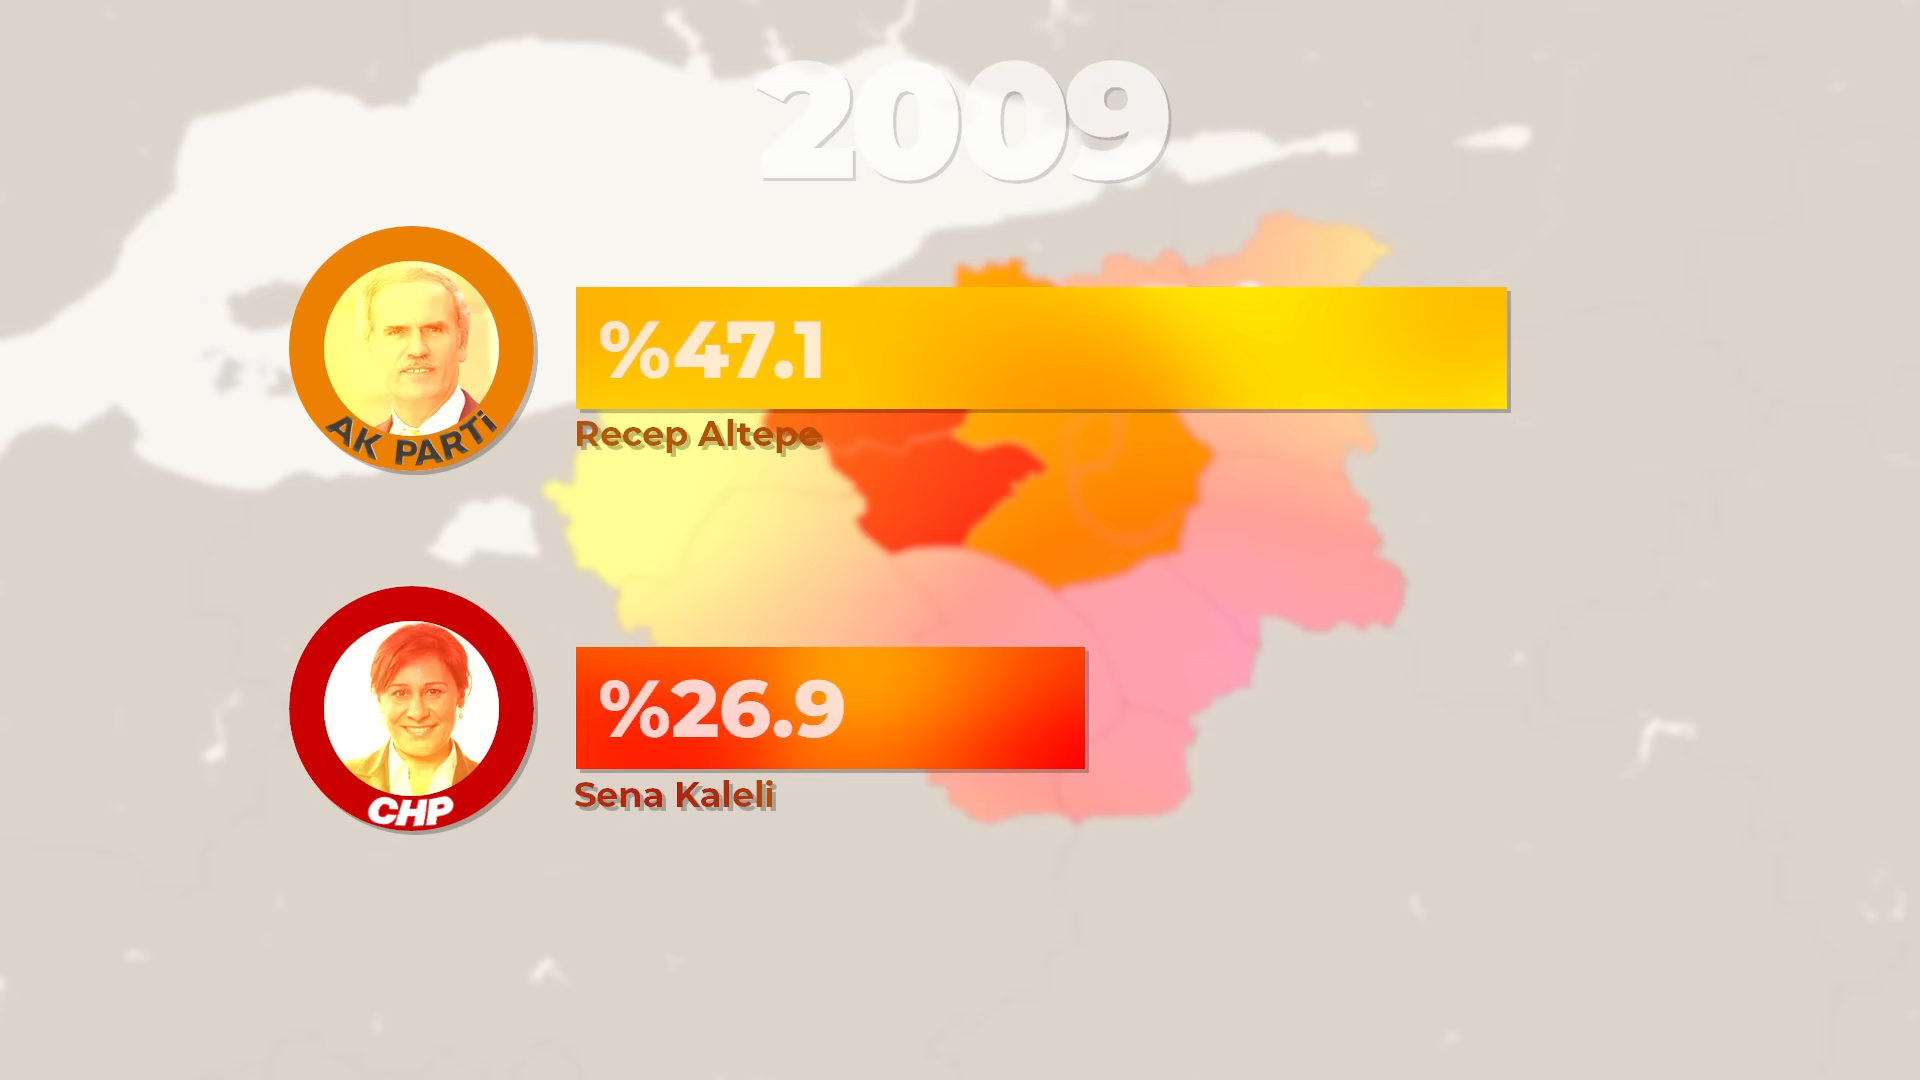 2009
%47.1
AK PARTi
Recep Altepe
%26.9
CHP
Sena Kaleli